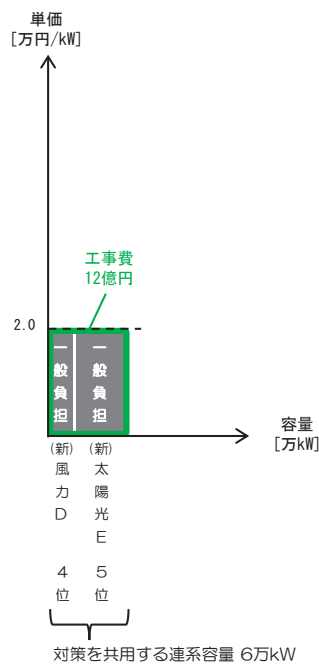 単価
[万円/kW]
工事費
12億円
2.0
一般負担
一般負担
容量
[万kW]
(新)風力D 4位
(新)太陽光E 5位
対策を共用する連系容量 6万kW